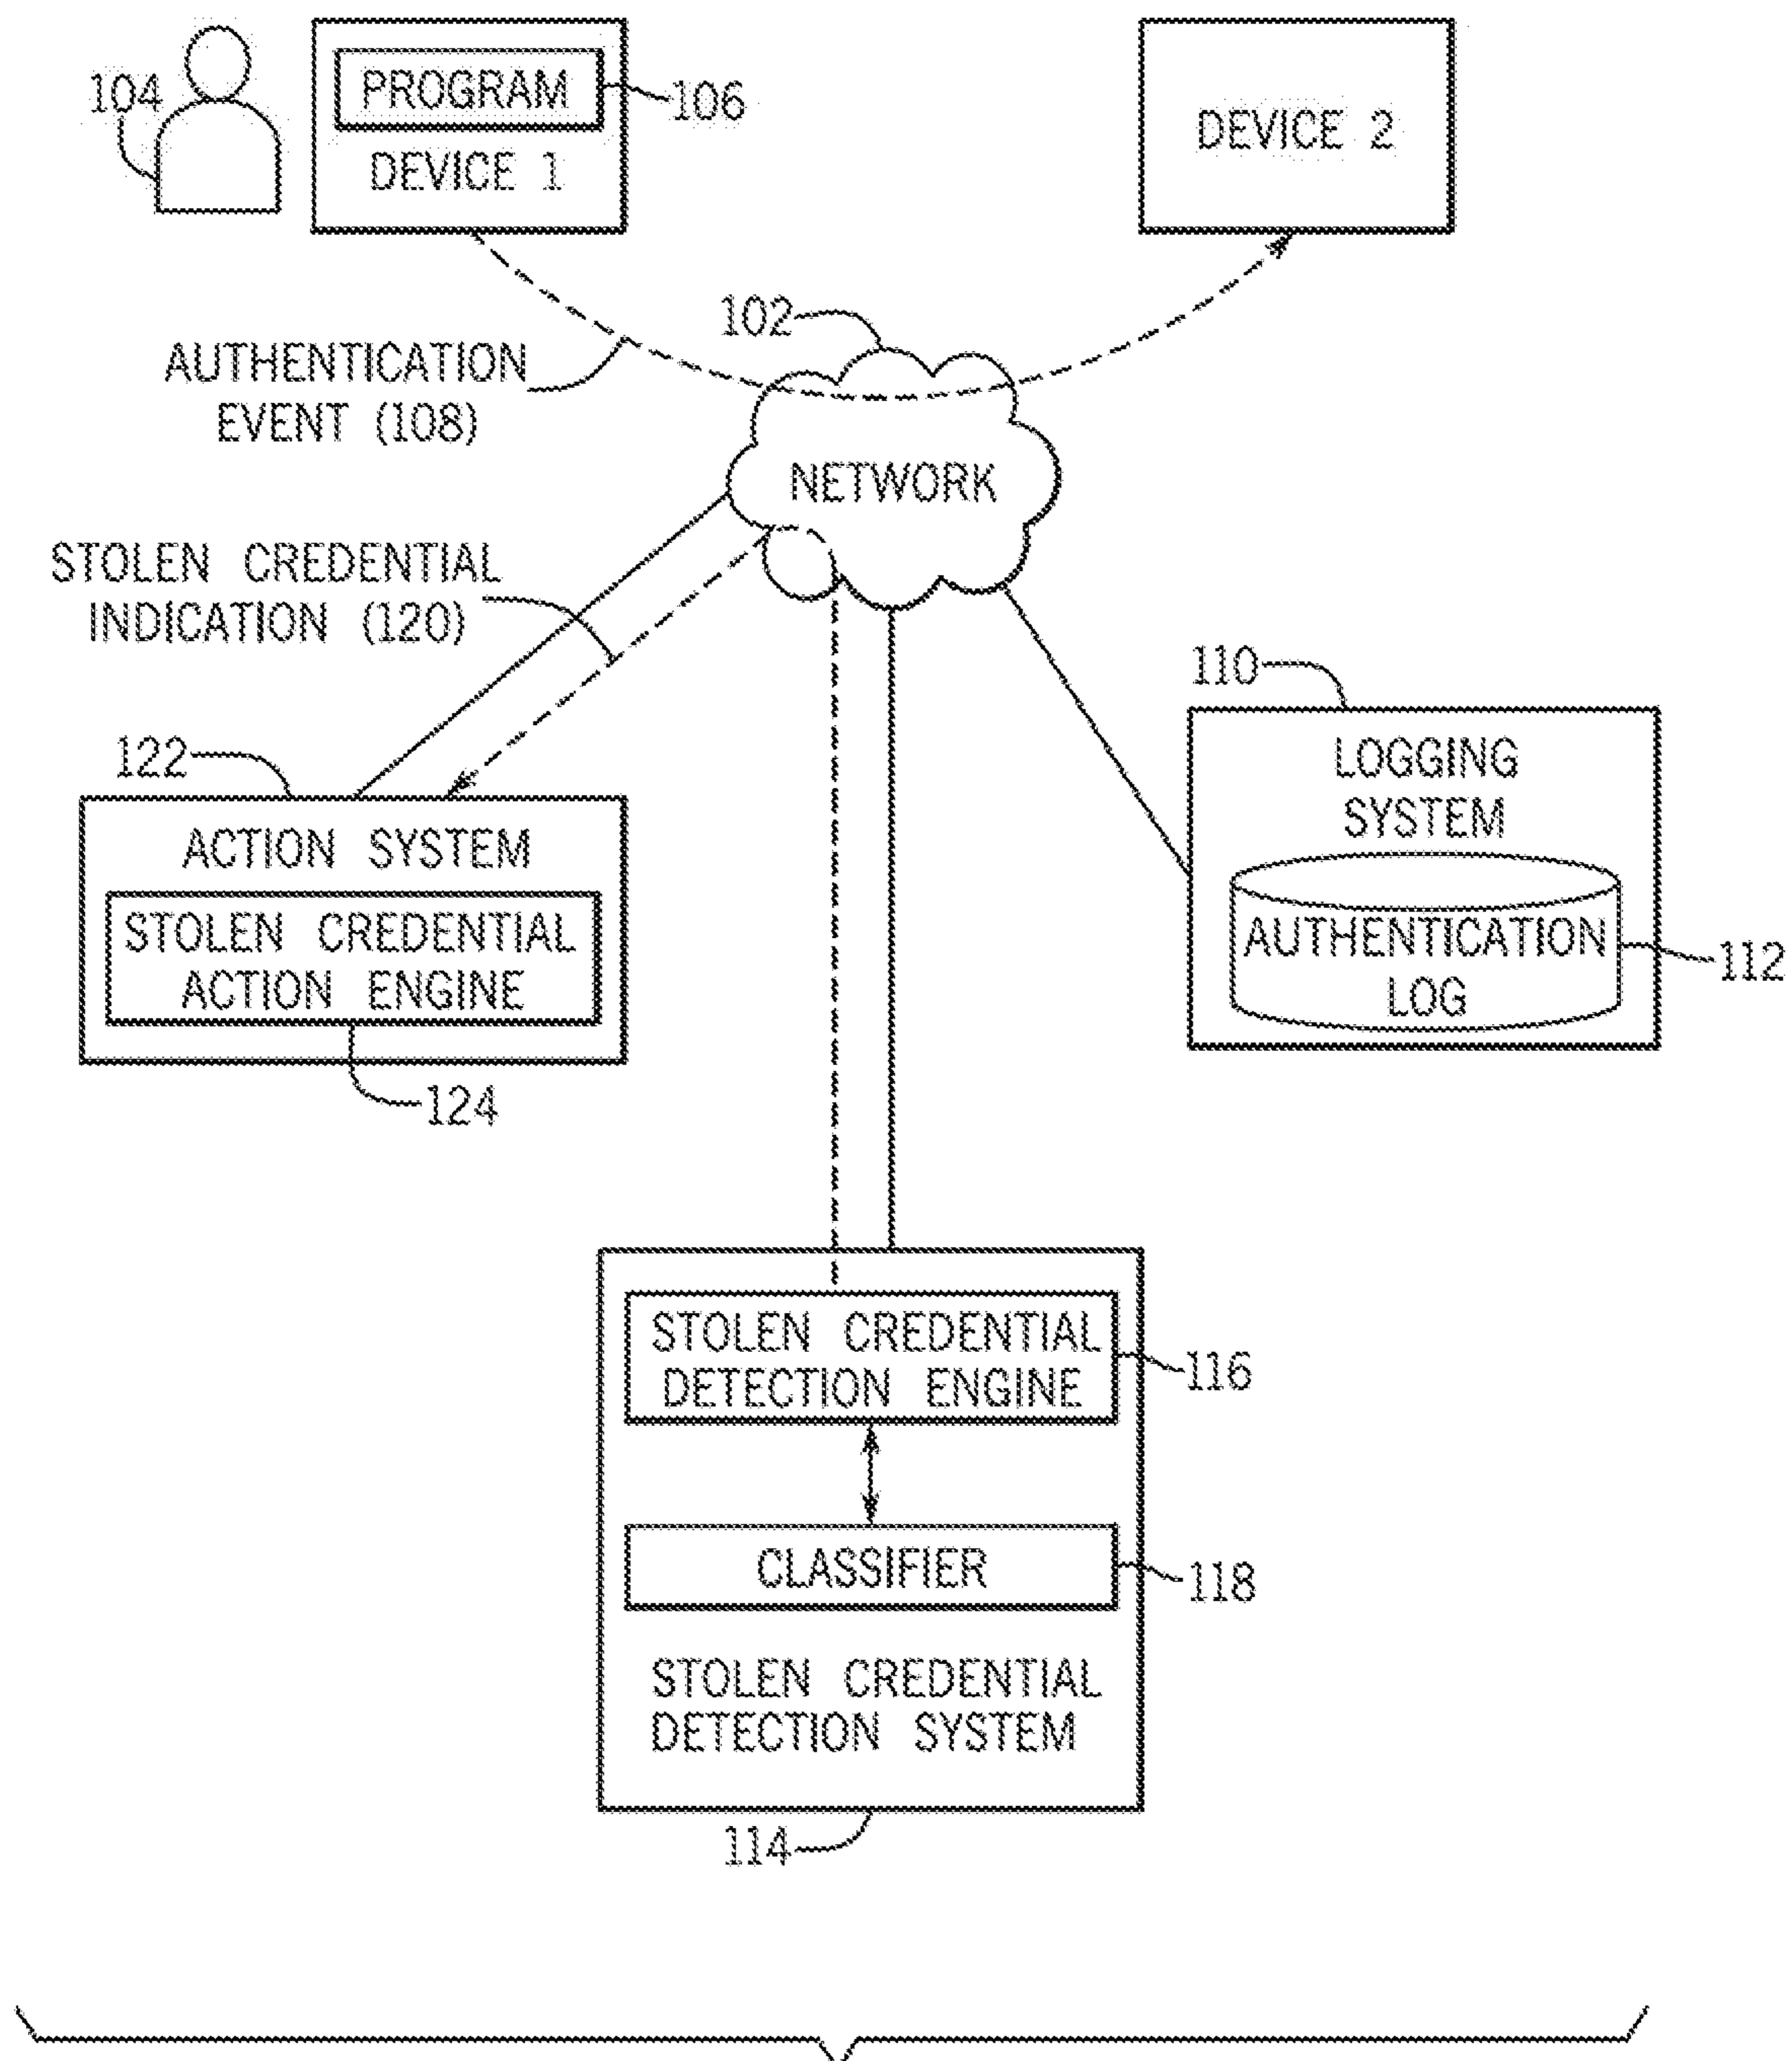 104
PROGRAM
106
DEVICE 1
DEVICE 2
102
AUTHENTICATION
EVENT (108)
NETWORK
STOLEN CREDENTIAL
INDICATION (120)
110
122
LOGGING
SYSTEM
ACTION SYSTEM
STOLEN CREDENTIAL
ACTION ENGINE
AUTHENTICATION
LOG
112
124
STOLEN CREDENTIAL
DETECTION ENGINE
116
CLASSIFIER
118
STOLEN CREDENTIAL
DETECTION SYSTEM
114